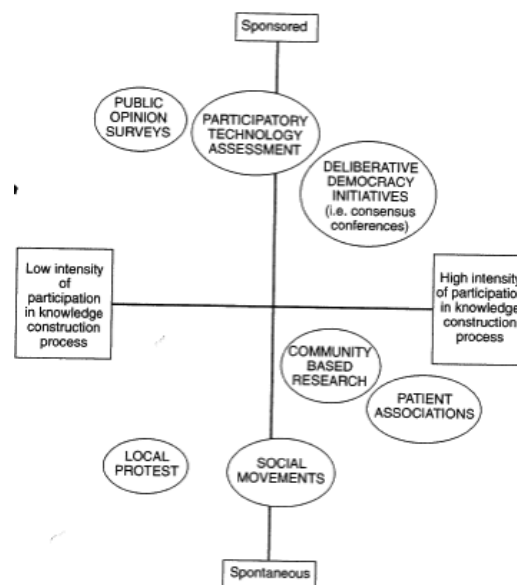 Sponsored
PUBLIC
OPINION
SURVEYS
PARTICIPATORY
TECHNOLOGY
ASSESSMENT
DELIBERATIVE
DEMOCRACY
INITIATIVES
(i.e. consensus
conferences)
Low intensity
of
participation
in knowledge
construction
process
High intensity
of participation
in knowledge
construction
process
COMMUNITY
BASED
RESEARCH
PATIENT
ASSOCIATIONS
LOCAL
PROTEST
SOCIAL
MOVEMENTS
Spontaneous